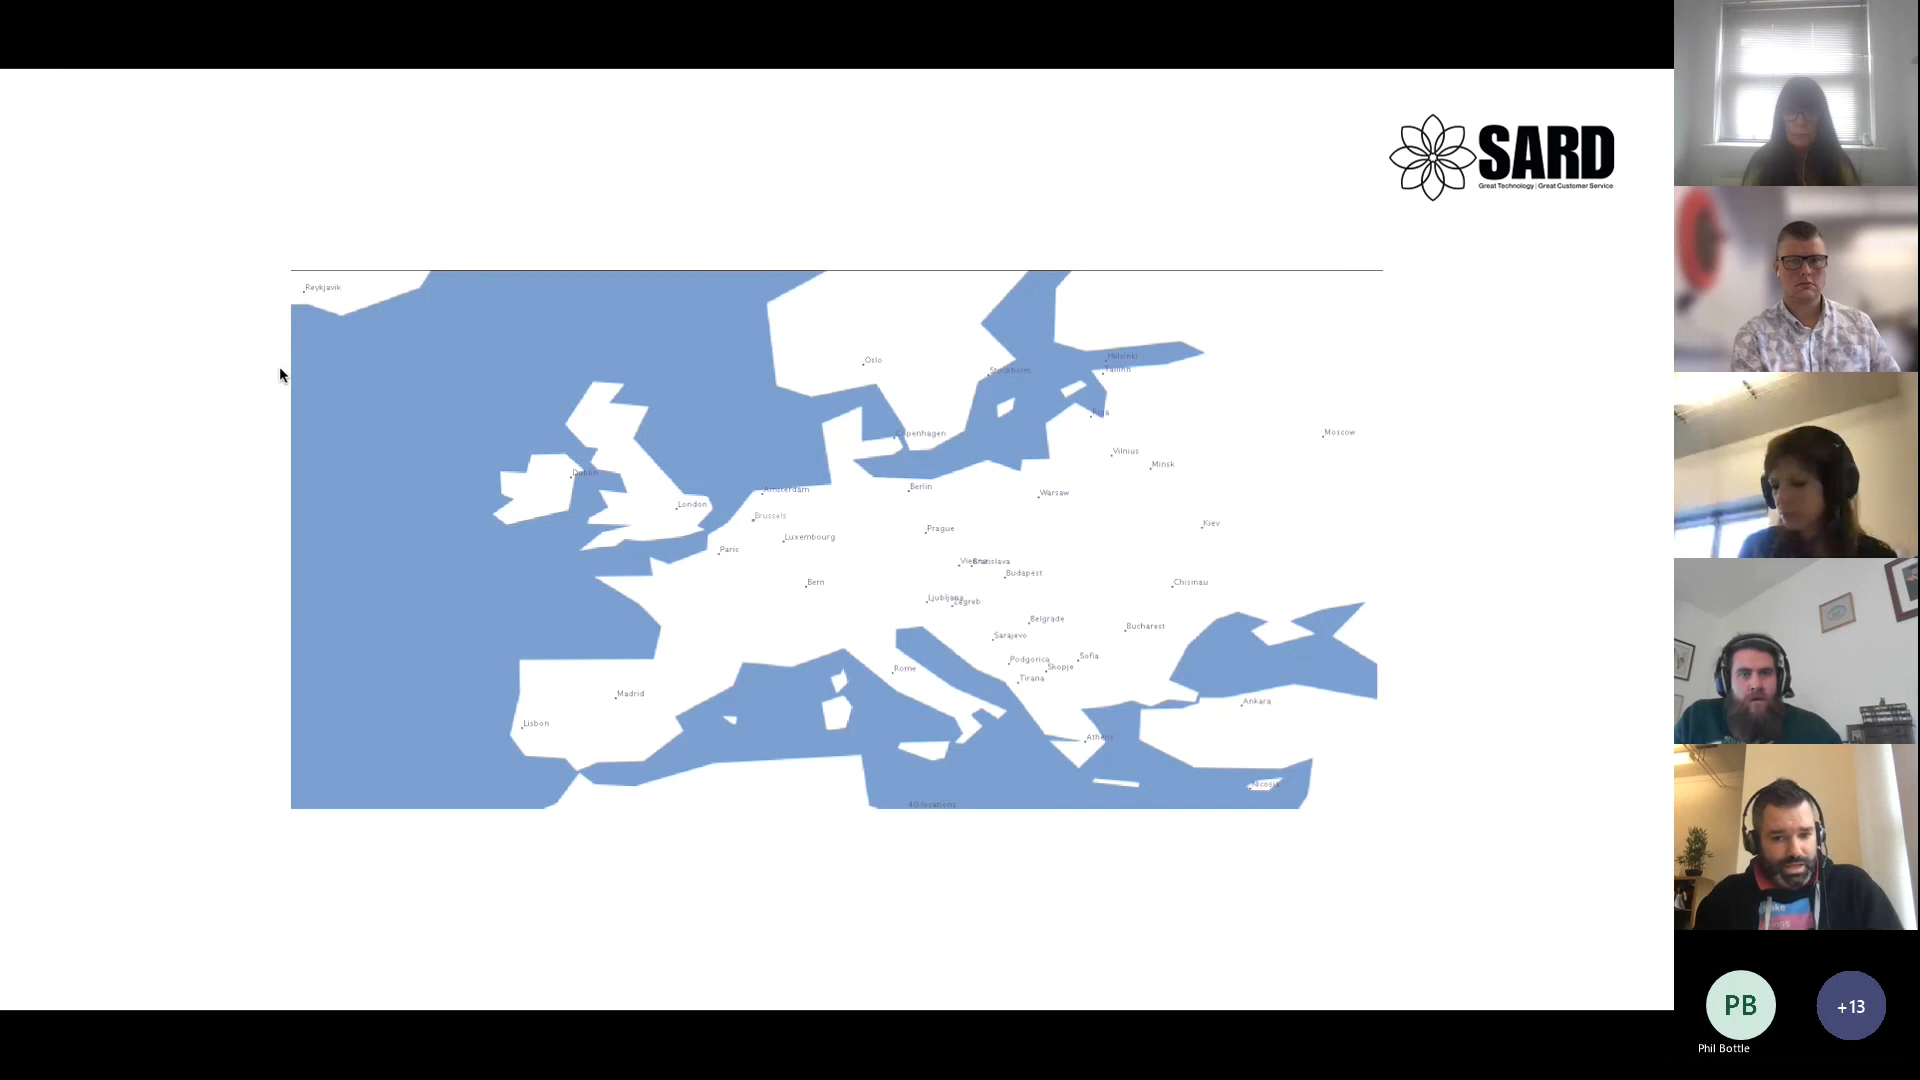 SARD
Great Technology | Great Customer Service
Reykjavik
Oslo
Helsinki
Stockholm
Tallinn
Riga
Copenhagen
Moscow
Vilnius
Minsk
Dublin
Amsterdam
Berlin
Warsaw
London
Brussels
Kiev
Prague
Luxembourg
Paris
Vienna
Bratislava
Budapest
Bern
Chisinau
Ljubljana
Zagreb
Belgrade
Bucharest
Sarajevo
Sofia
Podgorica
Skopje
Rome
Tirana
Madrid
Ankara
Lisbon
Athens
Nicosia
40 locations
PB
+13
Phil Bottle